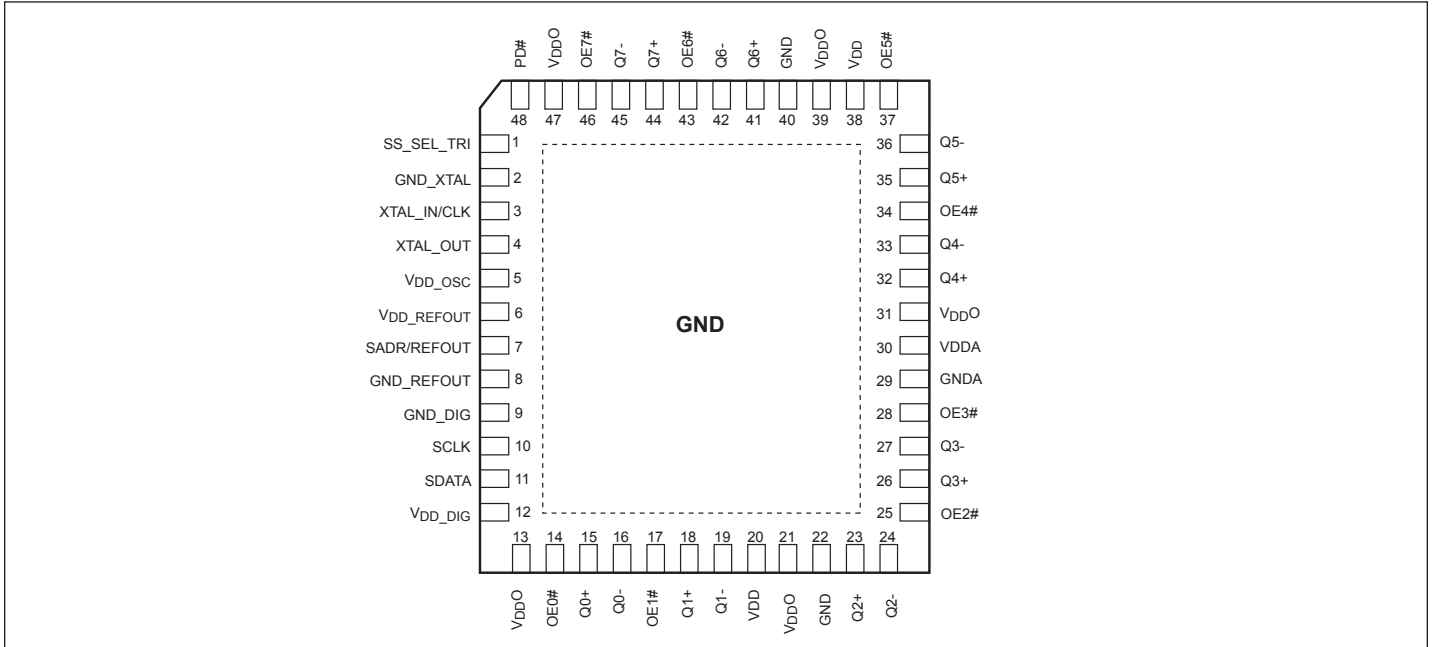 PD#
VDDO
OE7#
Q7-
Q7+
OE6#
Q6-
Q6+
GND
VDDO
VDD
OE5#
48 47 46 45 44 43 42 41 40 39 38 37
SS_SEL_TRI 1
GND_XTAL 2
XTAL_IN/CLK 3
XTAL_OUT 4
VDD_OSC 5
VDD_REFOUT 6
SADR/REFOUT 7
GND_REFOUT 8
GND_DIG 9
SCLK 10
SDATA 11
VDD_DIG 12
GND
36 Q5-
35 Q5+
34 OE4#
33 Q4-
32 Q4+
31 VDDO
30 VDDA
29 GNDA
28 OE3#
27 Q3-
26 Q3+
25 OE2#
13 14 15 16 17 18 19 20 21 22 23 24
VDDO
OE0#
Q0+
Q0-
OE1#
Q1+
Q1-
VDD
VDDO
GND
Q2+
Q2-